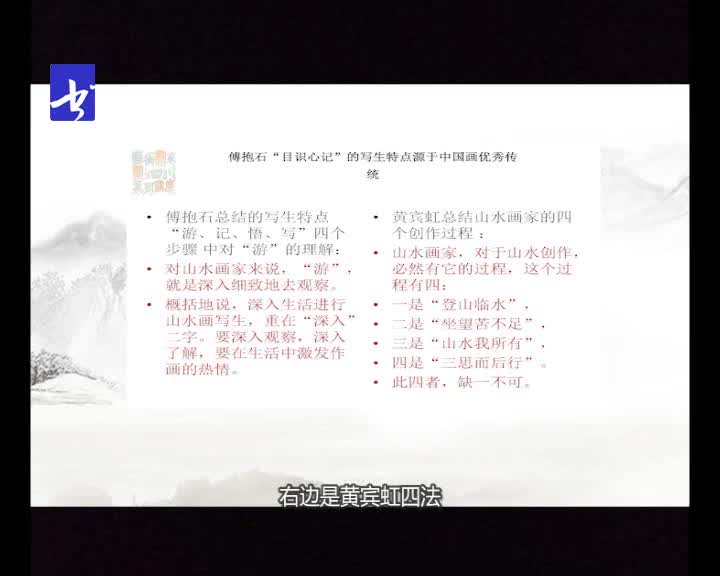 傅抱石“目识心记”的写生特点源于中国画优秀传
统
• 傅抱石总结的写生特点
“游、记、悟、写”四个
步骤 中对“游”的理解：
• 对山水画家来说，“游”，
就是深入细致地去观察。
• 概括地说，深入生活进行
山水画写生，重在“深入”
二字。要深入观察，深入
了解，要在生活中激发作
画的热情。
• 黄宾虹总结山水画家的四
个创作过程：
• 山水画家，对于山水创作，
必然有它的过程，这个过
程有四：
• 一是“登山临水”，
• 二是“坐望苦不足”，
• 三是“山水我所有”，
• 四是“三思而后行”。
• 此四者，缺一不可。
右边是黄宾虹四法